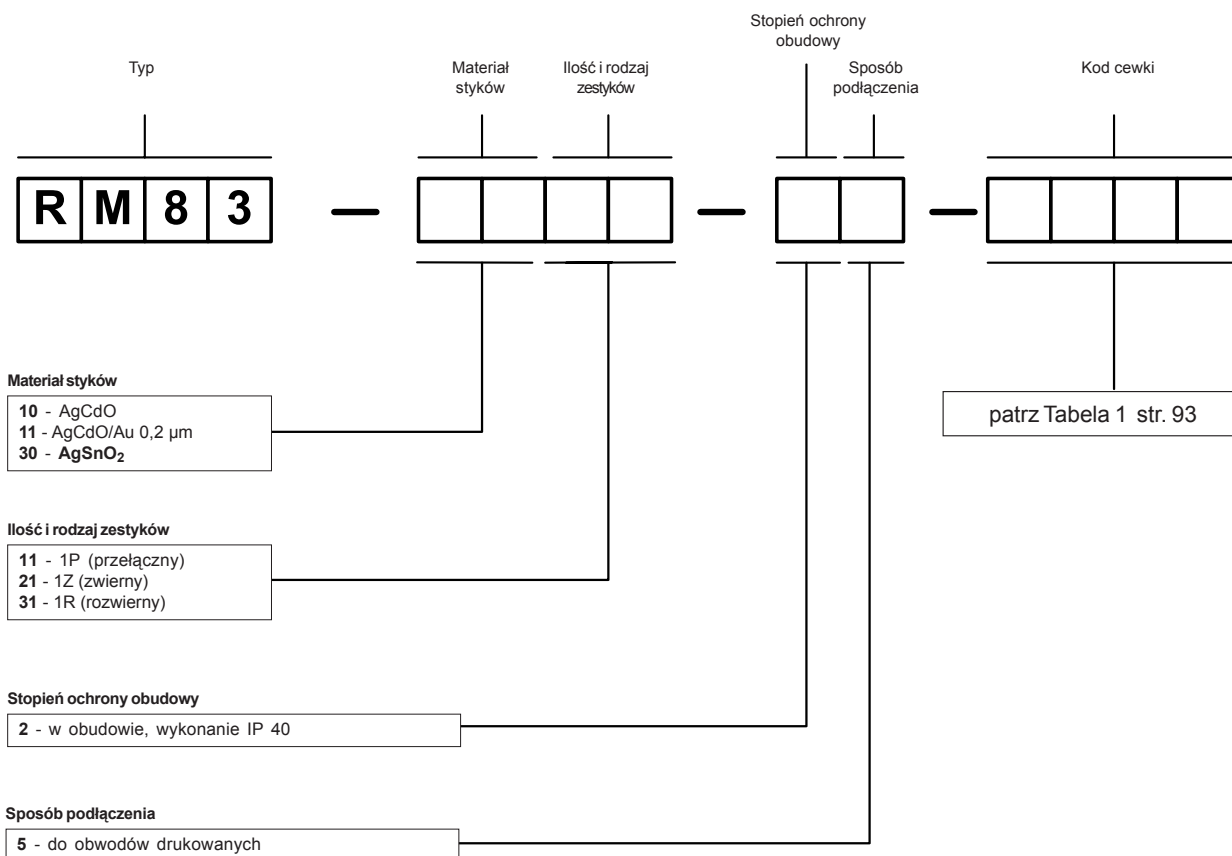 Stopień ochrony
obudowy
Typ
Materiał
styków
Ilość i rodzaj
zestyków
Sposób
podłączenia
Kod cewki
RM83 — — —
Materiał styków
10 - AgCdO
11 - AgCdO/Au 0,2 µm
30 - AgSnO₂
patrz Tabela 1 str. 93
Ilość i rodzaj zestyków
11 - 1P (przełączny)
21 - 1Z (zwierny)
31 - 1R (rozwierny)
Stopień ochrony obudowy
2 - w obudowie, wykonanie IP 40
Sposób podłączenia
5 - do obwodów drukowanych